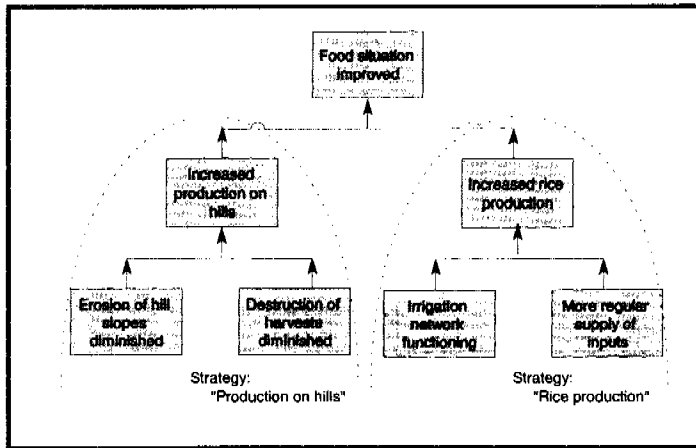 Food situation
improved
Increased
production on
hills
Increased rice
production
Erosion of hill
slopes
diminished
Destruction of
harvests
diminished
Irrigation
network
functioning
More regular
supply of
inputs
Strategy:
"Production on hills"
Strategy:
"Rice production"